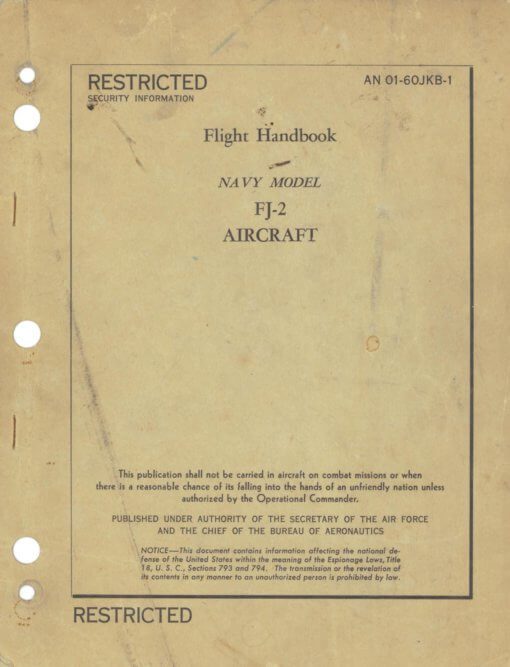 RESTRICTED
SECURITY INFORMATION
AN 01-60JKB-1
Flight Handbook
NAVY MODEL
FJ-2
AIRCRAFT
This publication shall not be carried in aircraft on combat missions or when
there is a reasonable chance of its falling into the hands of an unfriendly nation unless
authorized by the Operational Commander.
PUBLISHED UNDER AUTHORITY OF THE SECRETARY OF THE AIR FORCE
AND THE CHIEF OF THE BUREAU OF AERONAUTICS
NOTICE—This document contains information affecting the national de-
fense of the United States within the meaning of the Espionage Laws, Title
18, U. S. C., Sections 793 and 794. The transmission or the revelation of
its contents in any manner to an unauthorized person is prohibited by law.
RESTRICTED